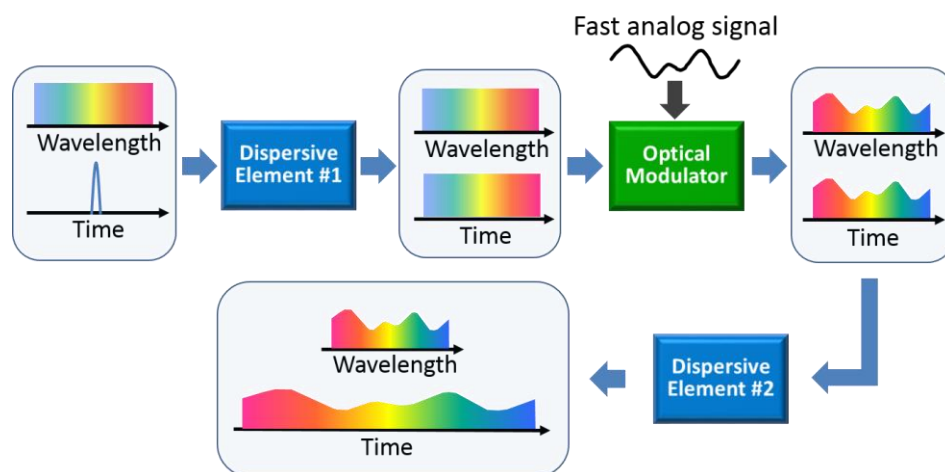 Fast analog signal
Wavelength
Time
Dispersive
Element #1
Wavelength
Time
Optical
Modulator
Wavelength
Time
Dispersive
Element #2
Wavelength
Time